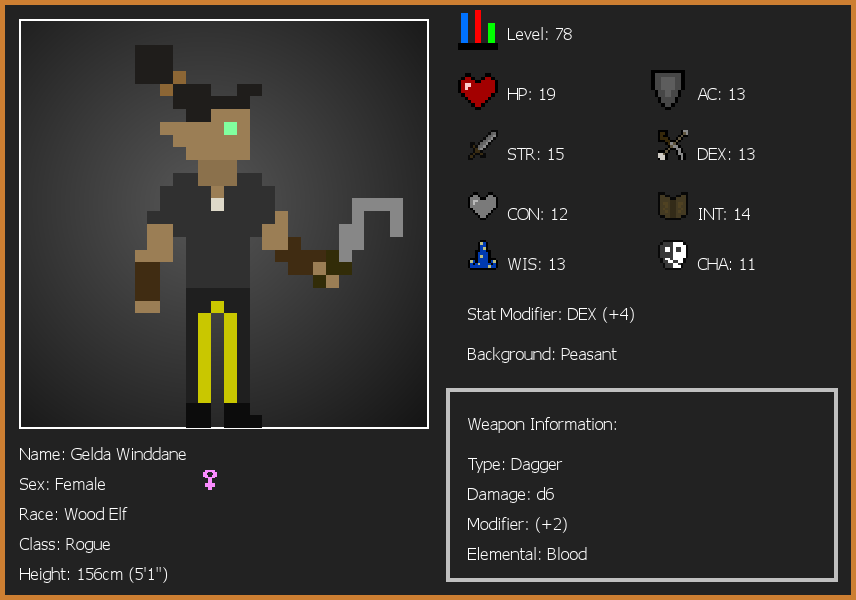 Level: 78
HP: 19
AC: 13
STR: 15
DEX: 13
CON: 12
INT: 14
WIS: 13
CHA: 11
Stat Modifier: DEX (+4)
Background: Peasant
Weapon Information:
Type: Dagger
Damage: d6
Modifier: (+2)
Elemental: Blood
Name: Gelda Winddane
Sex: Female
Race: Wood Elf
Class: Rogue
Height: 156cm (5'1")